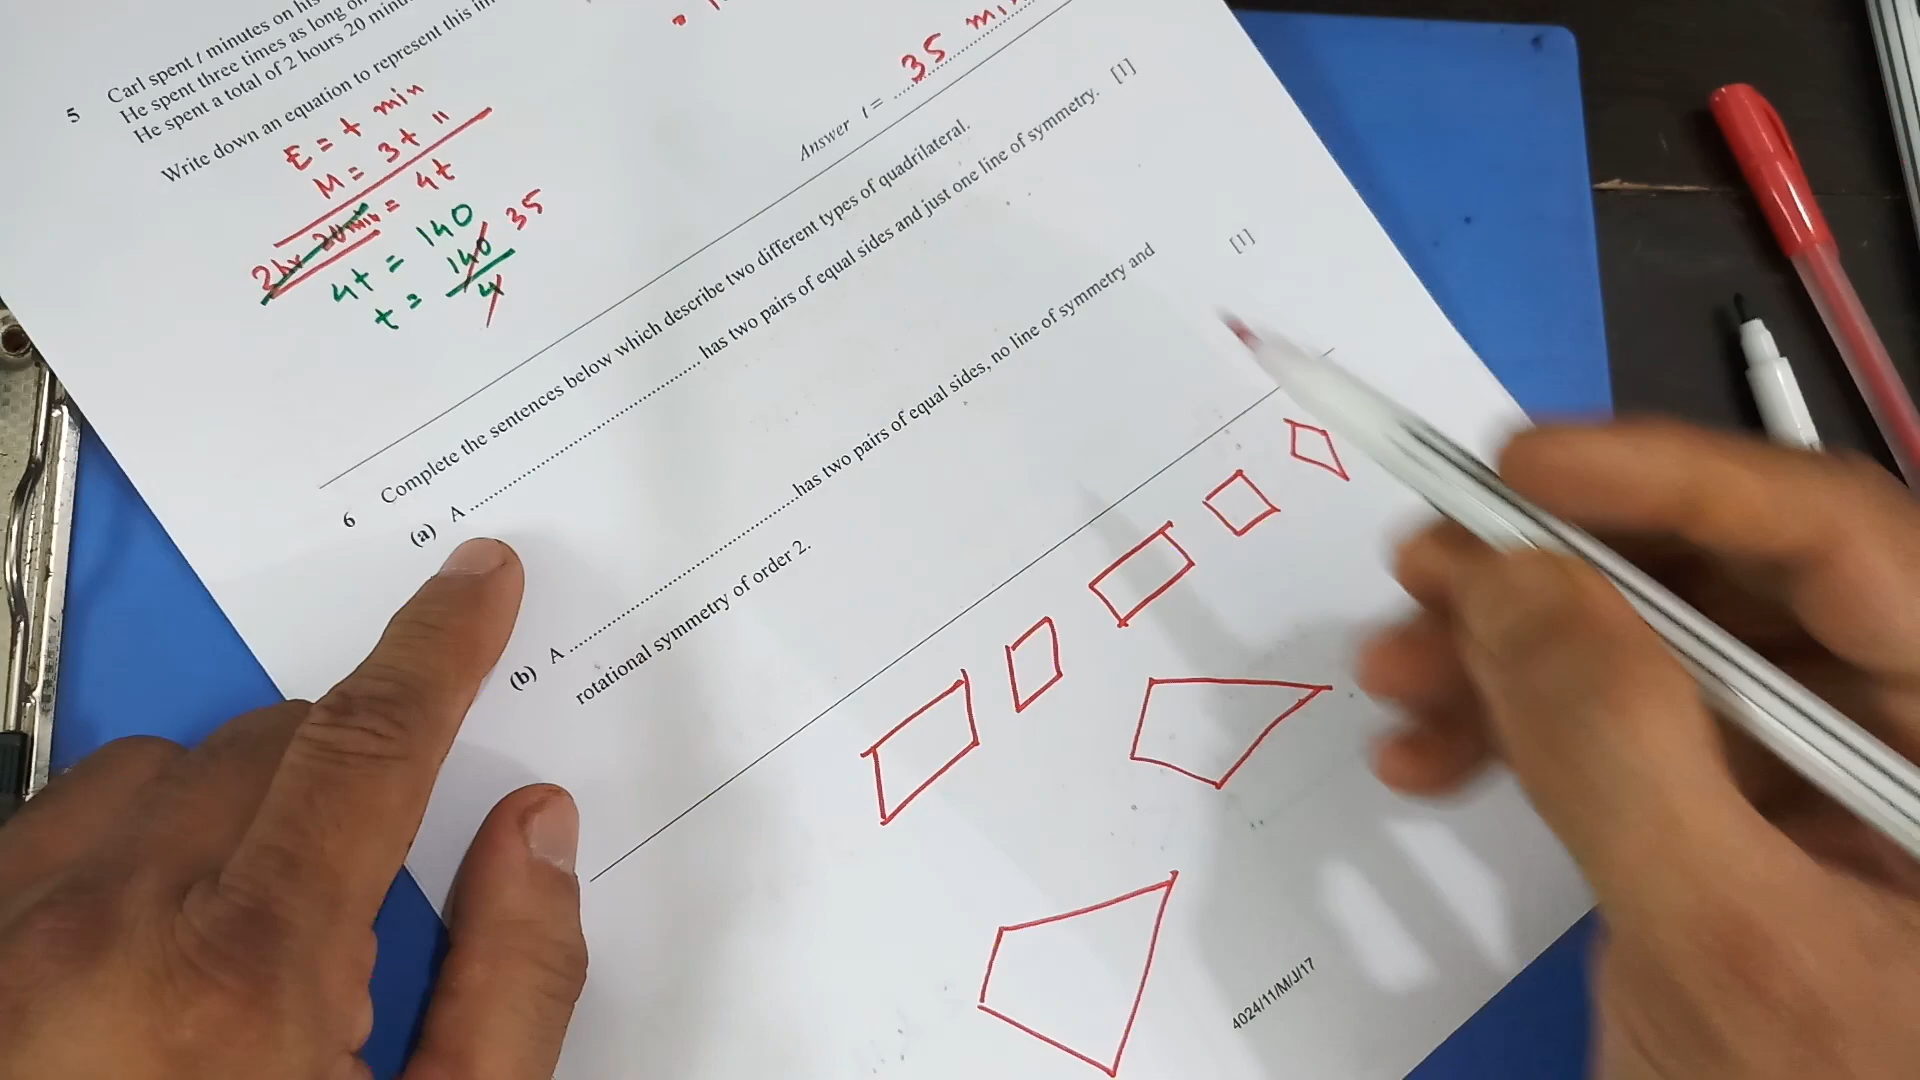 5 Carl spent t minutes on his
He spent three times as long on
He spent a total of 2 hours 20 minu
Write down an equation to represent this in
E = t min
M = 3t "
2hr 20min = 4t
4t = 140
t = 140 35
4
Answer t = 35 min
[1]
6 Complete the sentences below which describe two different types of quadrilateral.
(a) A has two pairs of equal sides and just one line of symmetry.
[1]
(b) A has two pairs of equal sides, no line of symmetry and
rotational symmetry of order 2.
4024/11/M/J/17